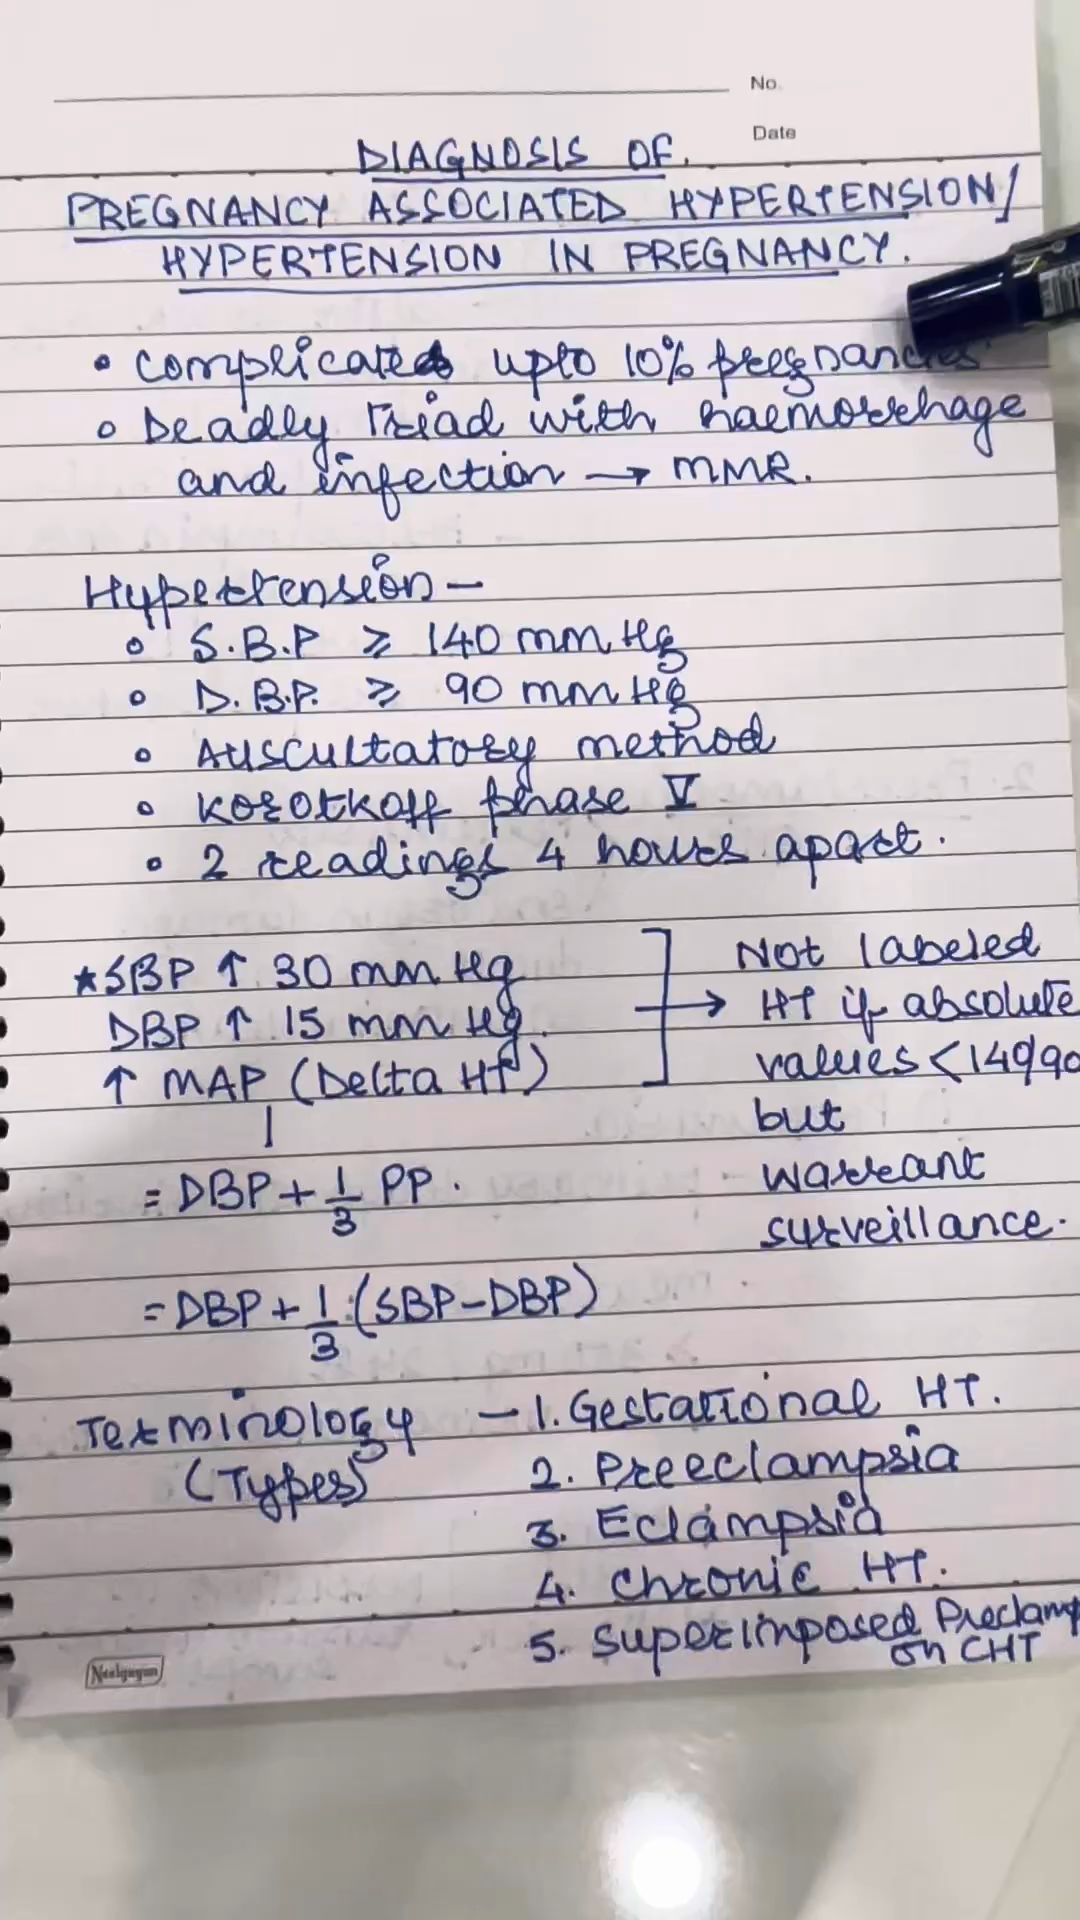 No.
Date
DIAGNOSIS OF.
PREGNANCY ASSOCIATED HYPERTENSION/
HYPERTENSION IN PREGNANCY.
• complicates upto 10% pregnancies
• Deadly Triad with haemorrhage
and infection → MMR.
Hypertension –
• S.B.P ≥ 140 mm Hg
• D.B.P. ≥ 90 mm Hg
• Auscultatory method
• Korotkoff phase V
• 2 readings 4 hours apart.
★SBP ↑ 30 mm Hg
DBP ↑ 15 mm Hg.
↑ MAP (Delta HT)
= DBP + 1/3 PP.
= DBP + 1/3 (SBP–DBP)
Not labeled
HT if absolute
values < 140/90
but
warrant
surveillance.
Terminology
(Types)
→ 1. Gestational HT.
2. Preeclampsia
3. Eclampsia
4. Chronic HT.
5. Superimposed Preclamp
on CHT
Neelgagan